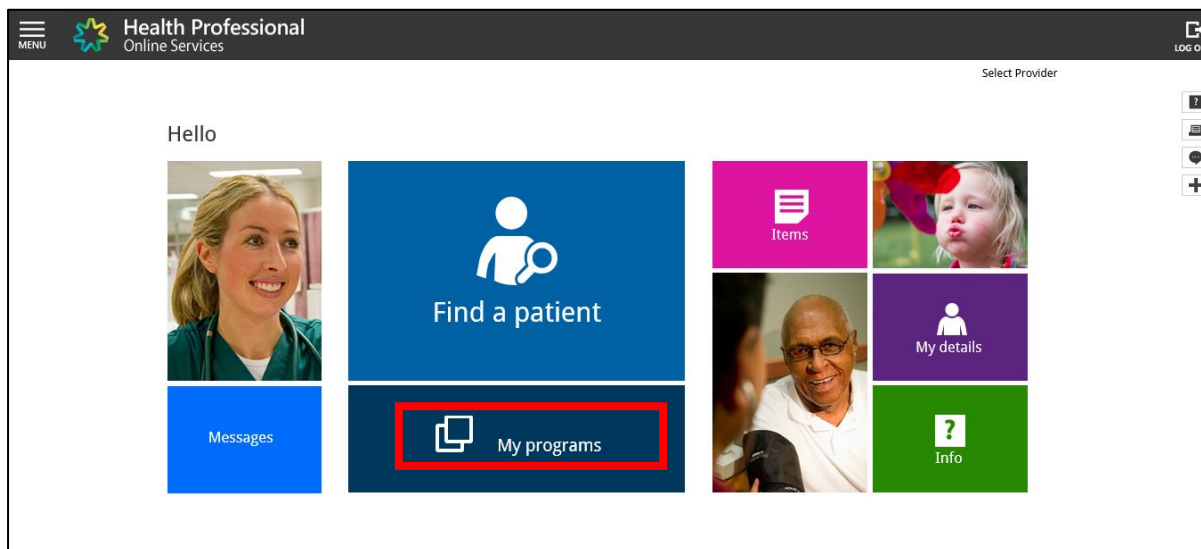 MENU
Health Professional
Online Services
LOG O
Select Provider
Hello
Find a patient
Items
My details
Messages
My programs
?
Info